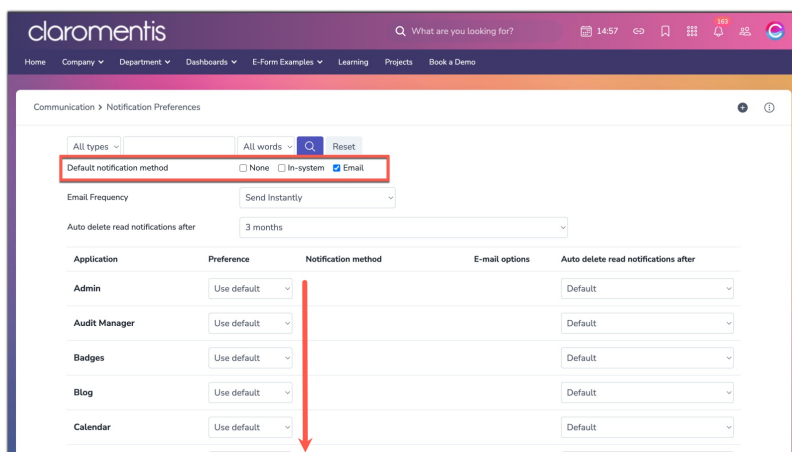 claromentis
What are you looking for?
14:57
163
Home Company Department Dashboards E-Form Examples Learning Projects Book a Demo
Communication > Notification Preferences
All types All words Reset
Default notification method None In-system Email
Email Frequency Send Instantly
Auto delete read notifications after 3 months
Application Preference Notification method E-mail options Auto delete read notifications after
Admin Use default Default
Audit Manager Use default Default
Badges Use default Default
Blog Use default Default
Calendar Use default Default